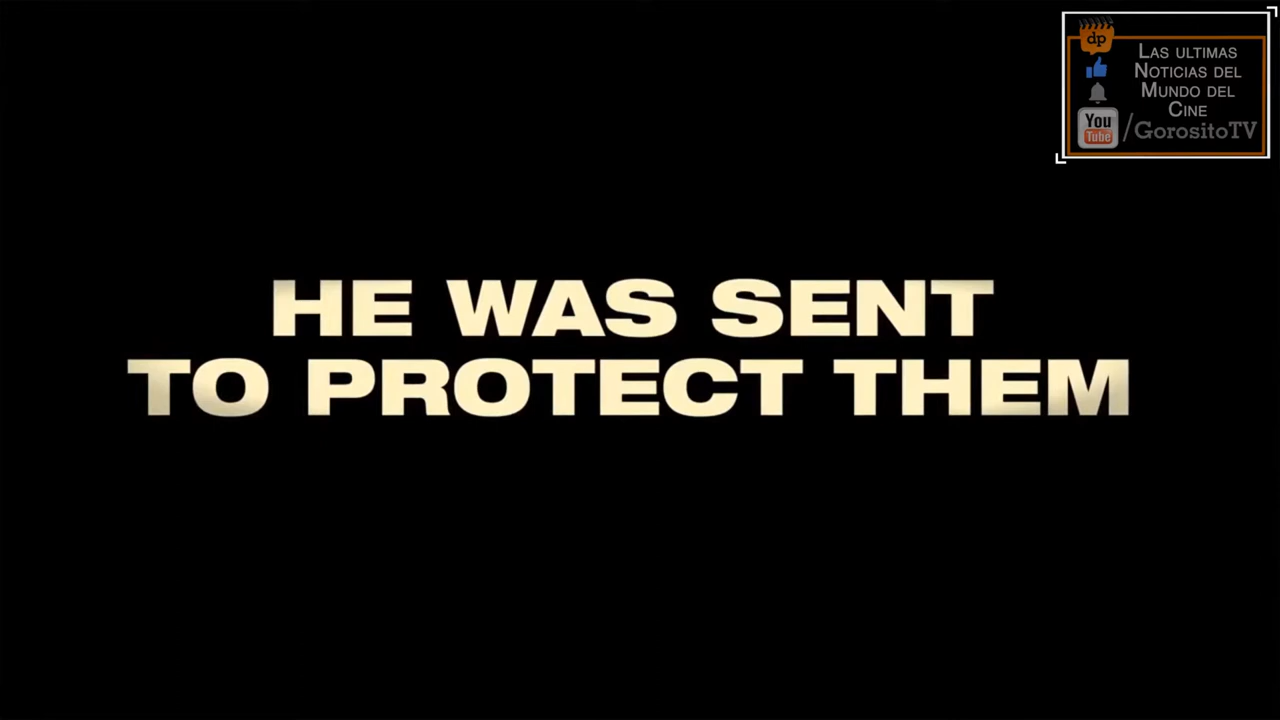 dp
LAS ULTIMAS
NOTICIAS DEL
MUNDO DEL
CINE
You
Tube
/GorositoTV
HE WAS SENT
TO PROTECT THEM